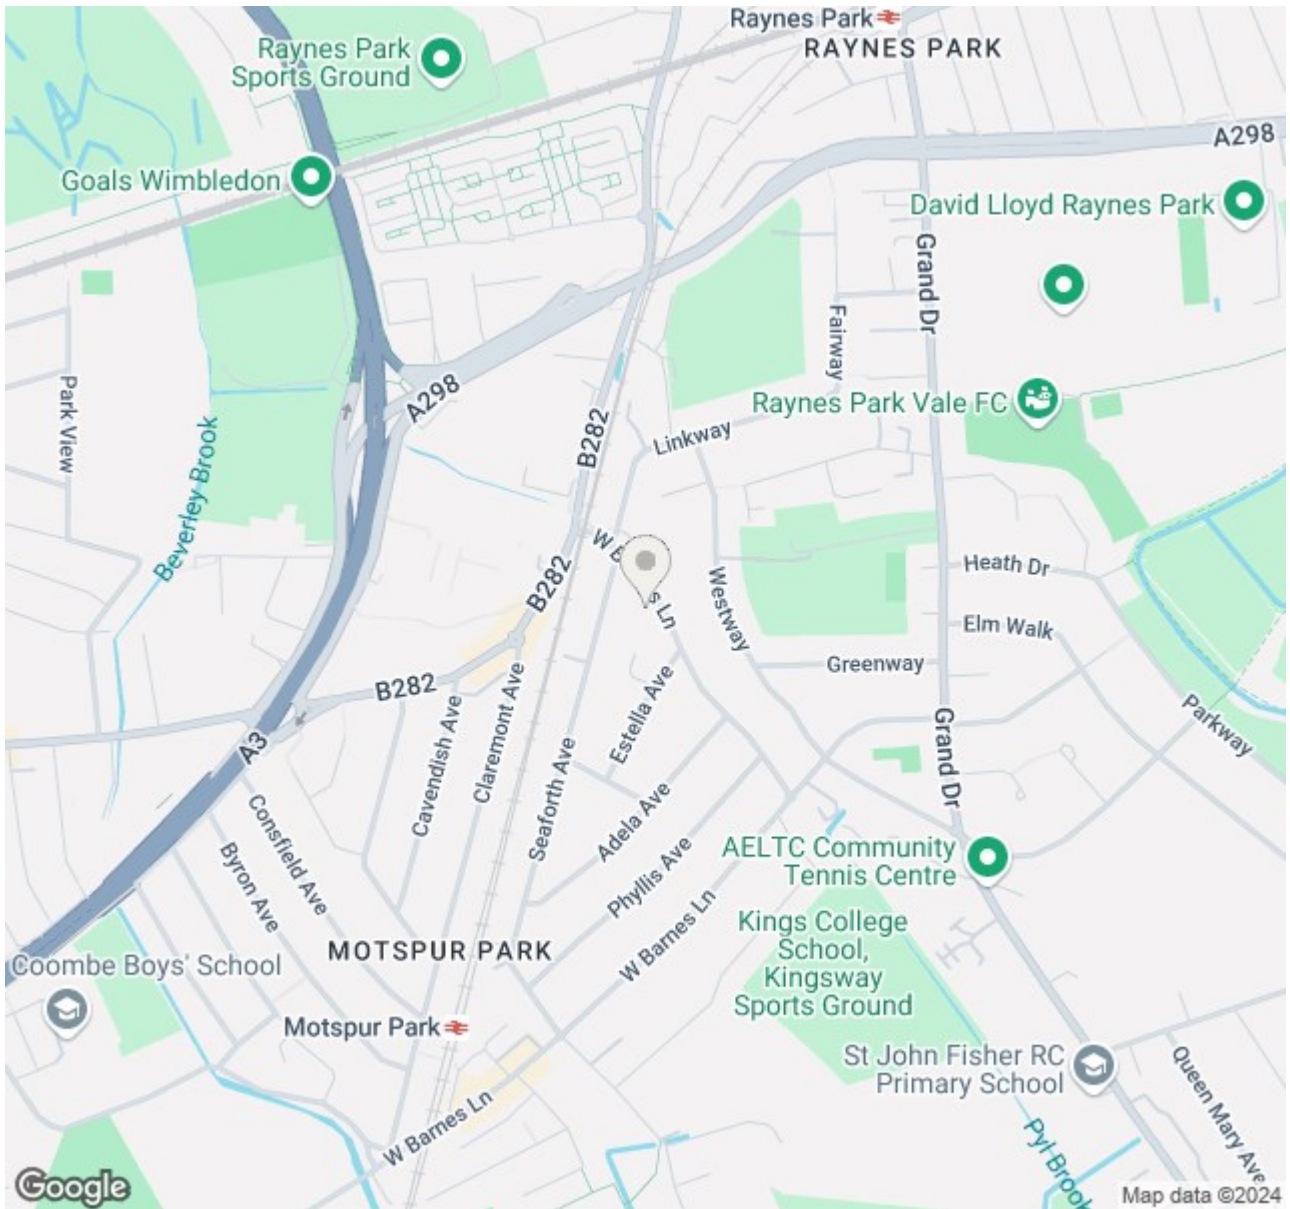 Raynes Park
RAYNES PARK
Raynes Park
Sports Ground
A298
Goals Wimbledon
David Lloyd Raynes Park
Grand Dr
Fairway
Park View
A298
Raynes Park Vale FC
B282
Linkway
Beverley Brook
W B
s Ln
B282
Westway
Heath Dr
Elm Walk
Greenway
B282
Estella Ave
Claremont Ave
Cavendish Ave
Parkway
A3
Grand Dr
Seaforth Ave
Consfield Ave
Adela Ave
Byron Ave
Phyllis Ave
AELTC Community
Tennis Centre
W Barnes Ln
Kings College
School,
Kingsway
Sports Ground
MOTSPUR PARK
Coombe Boys' School
Motspur Park
St John Fisher RC
Primary School
Queen Mary Ave
W Barnes Ln
Pyl Brook
Google
Map data ©2024